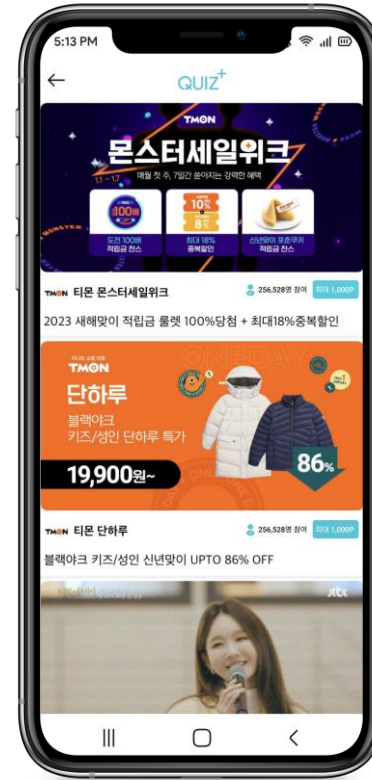 5:13 PM
QUIZ+
TMON
몬스터세일위크
1.1 - 1.7
매월 첫 주, 7일간 쏟아지는 강력한 혜택
100배
도전 100배
적립금 찬스
10%
8%
최대 18%
중복할인
신년맞이 포춘쿠키
적립금 찬스
TMON 티몬 몬스터세일위크
256,528명 참여
최대 1,000P
2023 새해맞이 적립금 룰렛 100%당첨 + 최대18%중복할인
ONEDAY
TMON
단하루
블랙야크
키즈/성인 단하루 특가
19,900원~
86%
TMON 티몬 단하루
256,528명 참여
최대 1,000P
블랙야크 키즈/성인 신년맞이 UPTO 86% OFF
jtbc